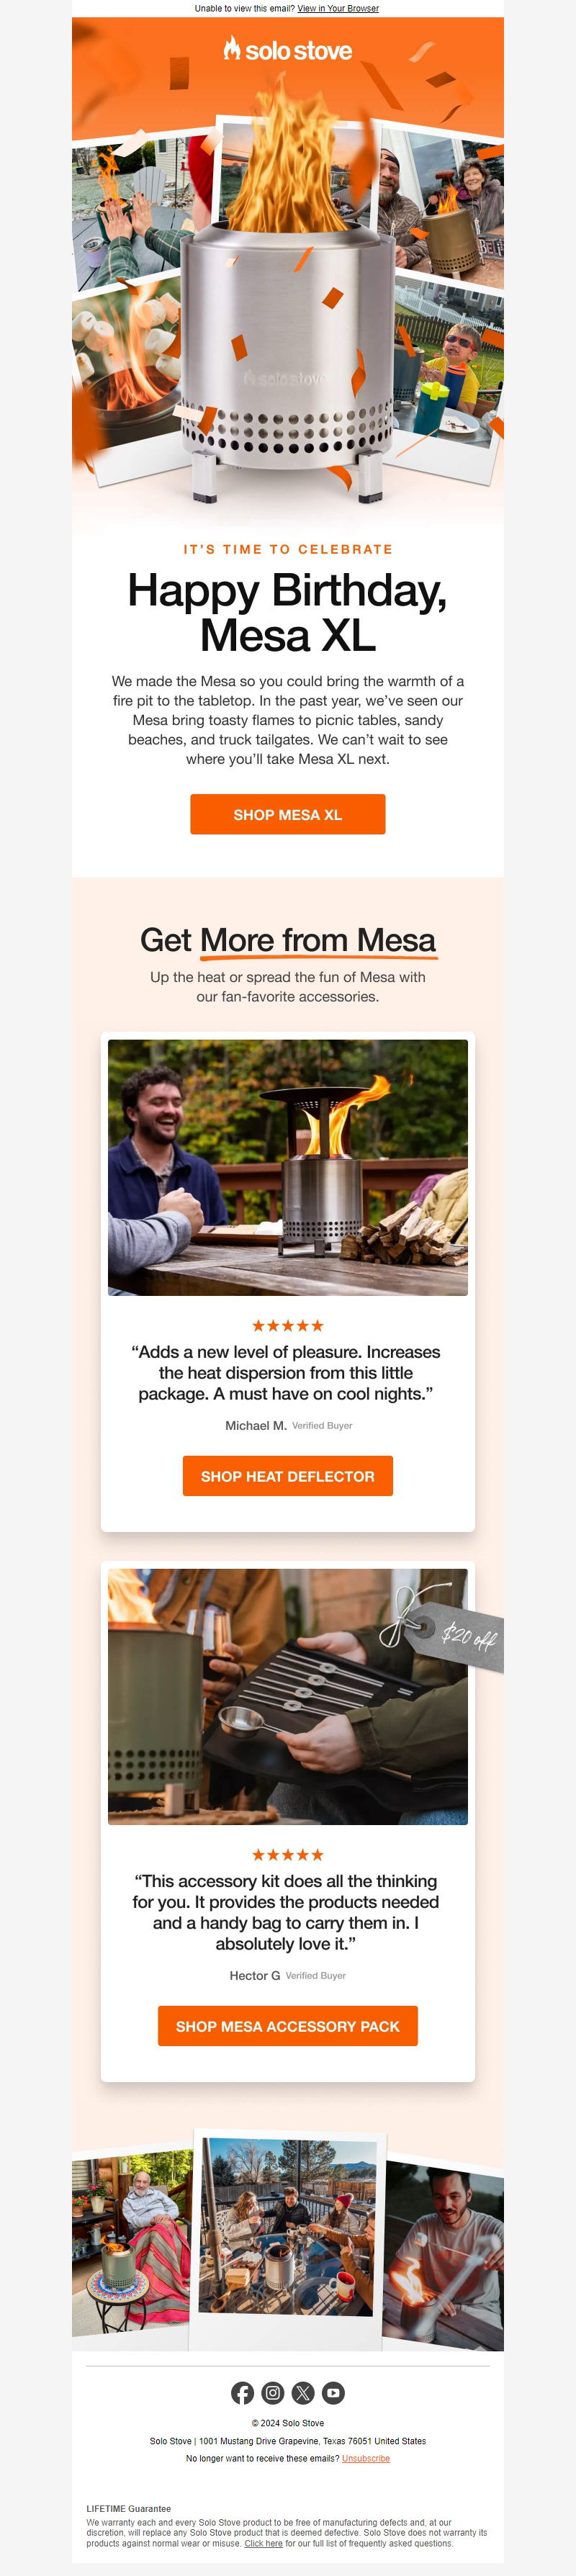 Unable to view this email? View in Your Browser
solo stove
solo stove
IT'S TIME TO CELEBRATE
Happy Birthday,
Mesa XL
We made the Mesa so you could bring the warmth of a
fire pit to the tabletop. In the past year, we've seen our
Mesa bring toasty flames to picnic tables, sandy
beaches, and truck tailgates. We can't wait to see
where you'll take Mesa XL next.
SHOP MESA XL
Get More from Mesa
Up the heat or spread the fun of Mesa with
our fan-favorite accessories.
“Adds a new level of pleasure. Increases
the heat dispersion from this little
package. A must have on cool nights.”
Michael M. Verified Buyer
SHOP HEAT DEFLECTOR
$20 off
“This accessory kit does all the thinking
for you. It provides the products needed
and a handy bag to carry them in. I
absolutely love it.”
Hector G Verified Buyer
SHOP MESA ACCESSORY PACK
© 2024 Solo Stove
Solo Stove | 1001 Mustang Drive Grapevine, Texas 76051 United States
No longer want to receive these emails? Unsubscribe
LIFETIME Guarantee
We warranty each and every Solo Stove product to be free of manufacturing defects and, at our
discretion, will replace any Solo Stove product that is deemed defective. Solo Stove does not warranty its
products against normal wear or misuse. Click here for our full list of frequently asked questions.